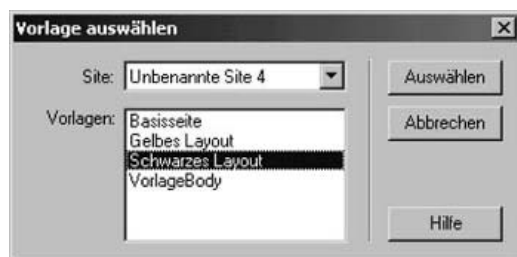 Vorlage auswählen
Site: Unbenannte Site 4
Auswählen
Vorlagen: Basisseite
Abbrechen
Gelbes Layout
Schwarzes Layout
VorlageBody
Hilfe